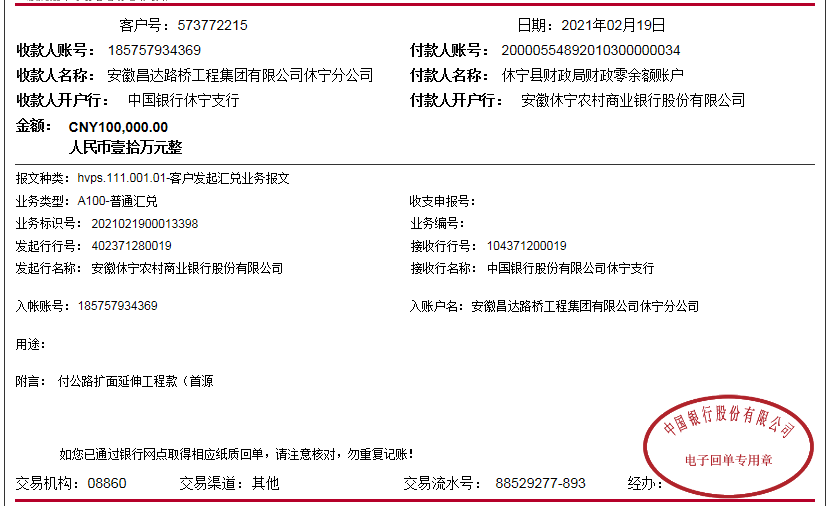 客户号：573772215 日期：2021年02月19日
收款人账号： 185757934369 付款人账号： 20000554892010300000034
收款人名称： 安徽昌达路桥工程集团有限公司休宁分公司 付款人名称： 休宁县财政局财政零余额账户
收款人开户行： 中国银行休宁支行 付款人开户行： 安徽休宁农村商业银行股份有限公司
金额： CNY100,000.00
人民币壹拾万元整
报文种类：hvps.111.001.01-客户发起汇兑业务报文
业务类型：A100-普通汇兑 收支申报号：
业务标识号： 2021021900013398 业务编号：
发起行行号： 402371280019 接收行行号： 104371200019
发起行名称： 安徽休宁农村商业银行股份有限公司 接收行名称： 中国银行股份有限公司休宁支行
入帐账号：185757934369 入账户名：安徽昌达路桥工程集团有限公司休宁分公司
用途：
附言： 付公路扩面延伸工程款（首源
中国银行股份有限公司
电子回单专用章
如您已通过银行网点取得相应纸质回单，请注意核对，勿重复记账！
交易机构：08860 交易渠道：其他 交易流水号： 88529277-893 经办：